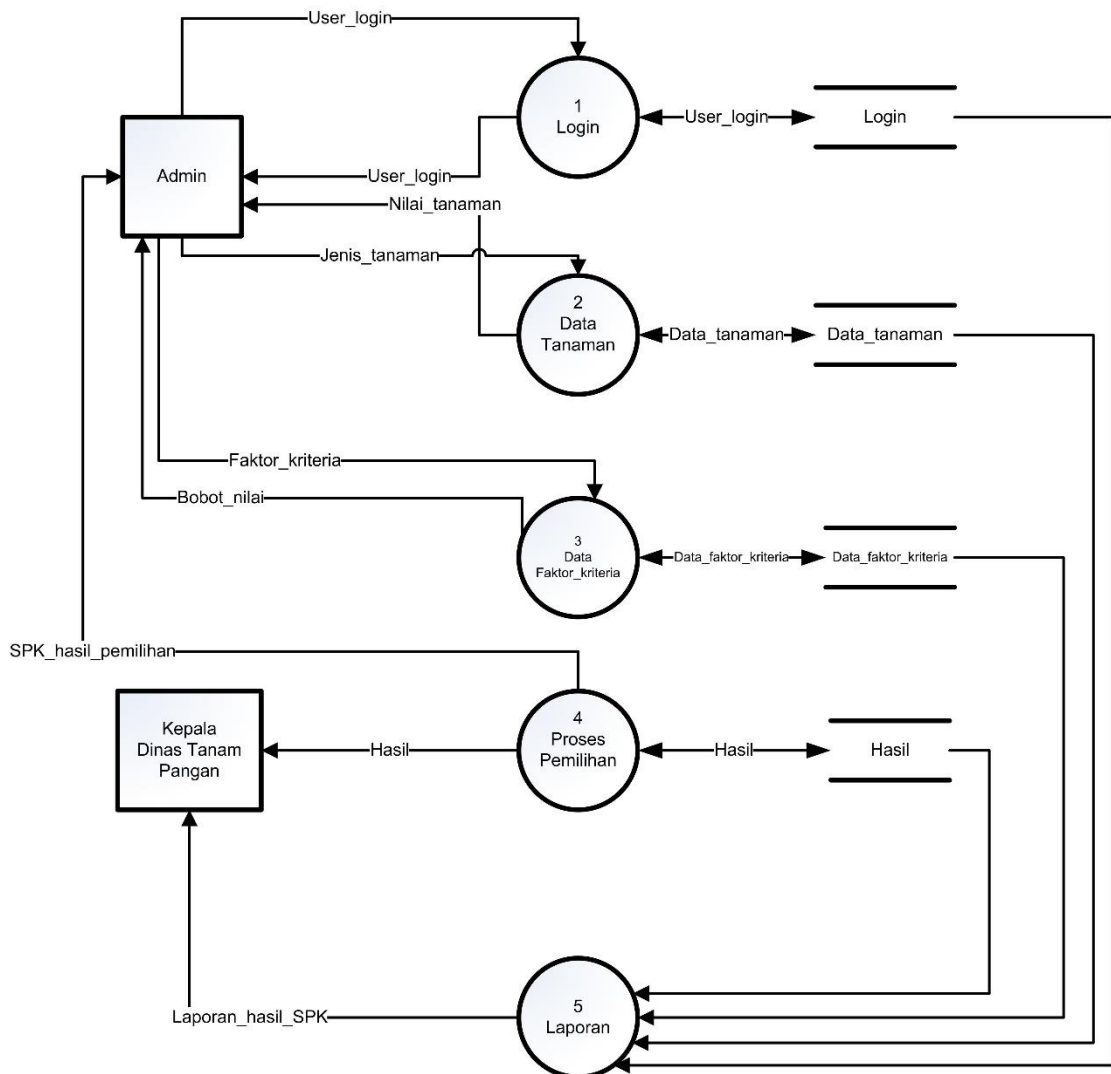 User_login
1
Login
User_login
Login
Admin
User_login
Nilai_tanaman
Jenis_tanaman
2
Data
Tanaman
Data_tanaman
Data_tanaman
Faktor_kriteria
Bobot_nilai
3
Data
Faktor_kriteria
Data_faktor_kriteria
Data_faktor_kriteria
SPK_hasil_pemilihan
Kepala
Dinas Tanam
Pangan
Hasil
4
Proses
Pemilihan
Hasil
Hasil
Laporan_hasil_SPK
5
Laporan